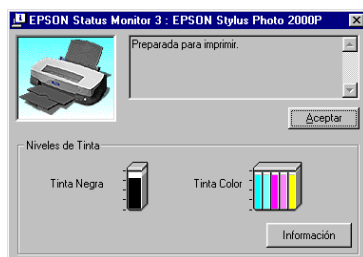 EPSON Status Monitor 3 : EPSON Stylus Photo 2000P
Preparada para imprimir.
Aceptar
Niveles de Tinta
Tinta Negra
Tinta Color
Información